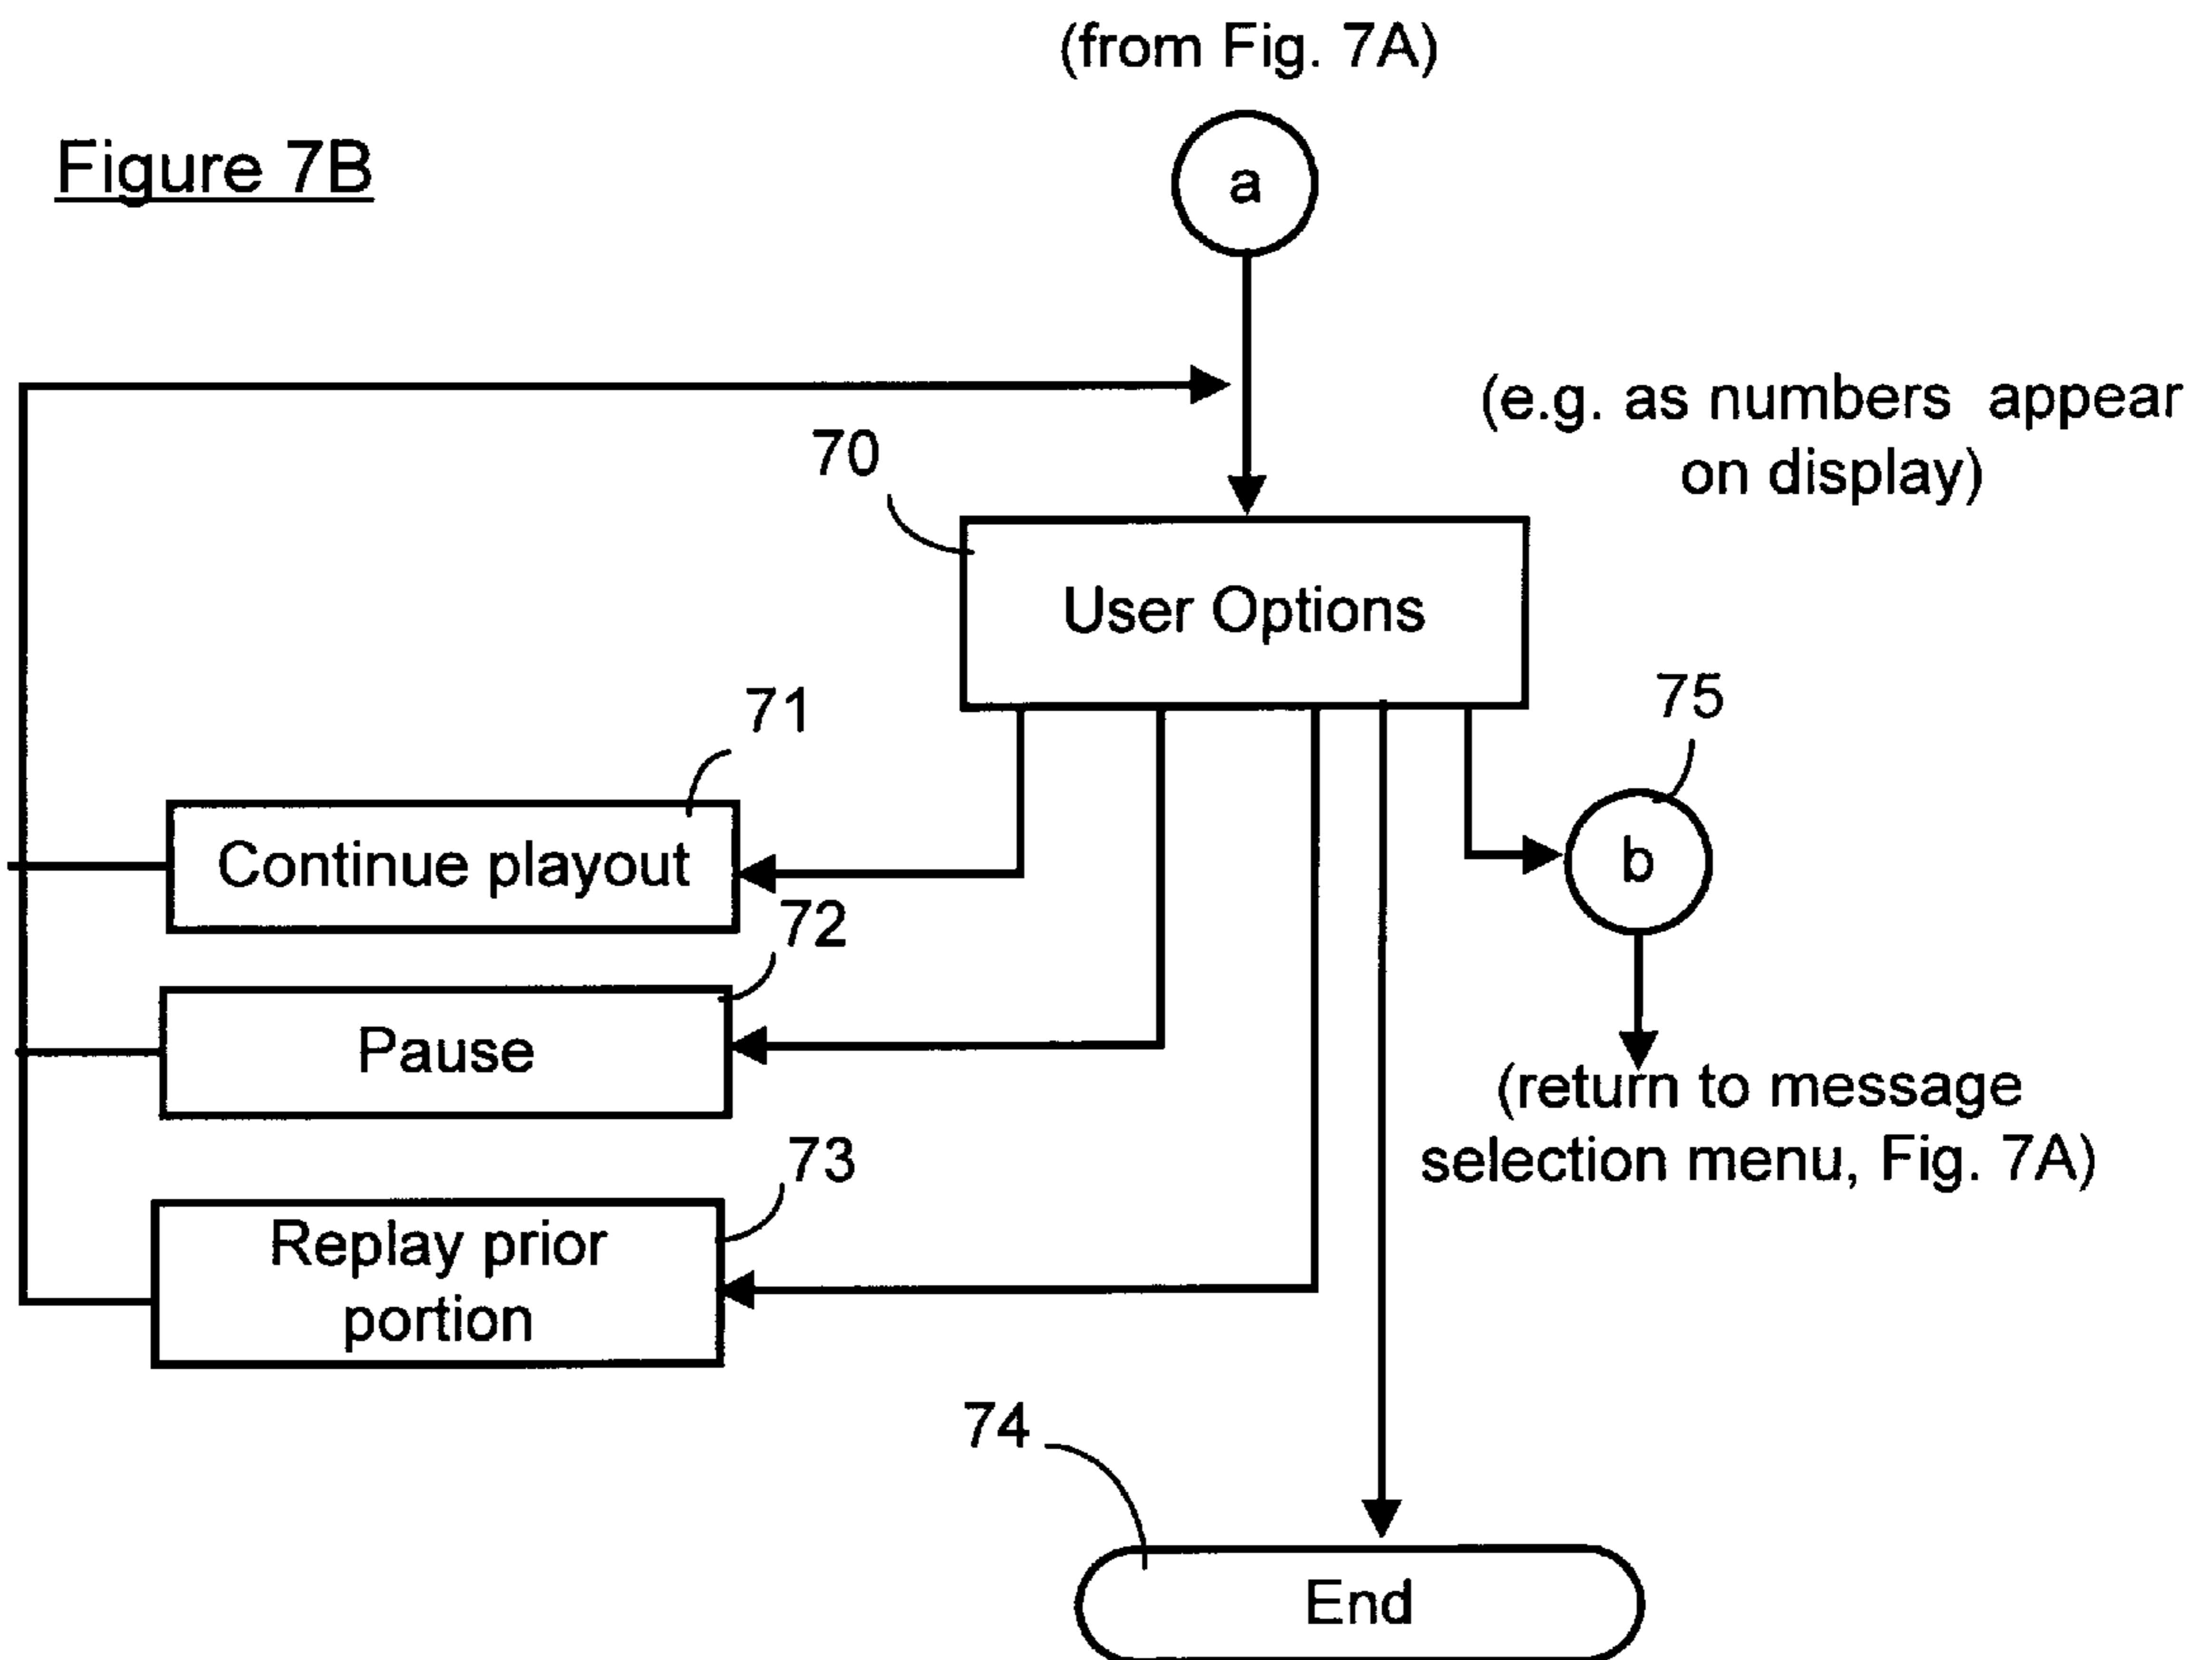 (from Fig. 7A)
Figure 7B
a
(e.g. as numbers appear
on display)
70
User Options
75
71
Continue playout
b
72
Pause
(return to message
selection menu, Fig. 7A)
73
Replay prior
portion
74
End